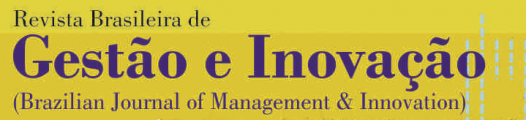 Revista Brasileira de
Gestão e Inovação
(Brazilian Journal of Management & Innovation)